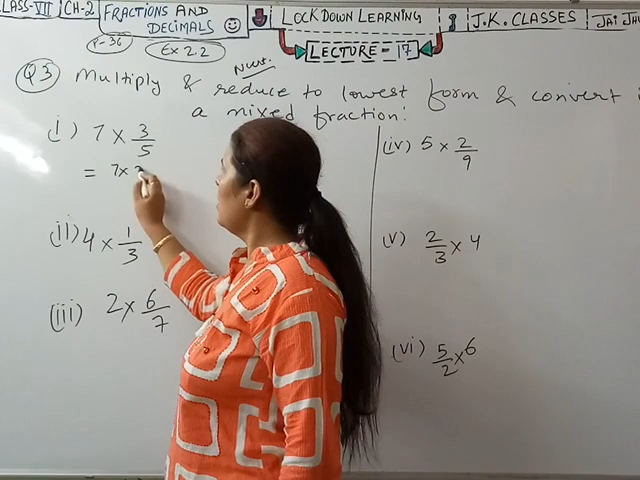 LASS-VII CH-2 FRACTIONS AND DECIMALS LOCKDOWN LEARNING J.K. CLASSES JAI
P-36 Ex 2.2 LECTURE = 17
Q3 Multiply & reduce to lowest form & convert
Num.
a mixed fraction:
(i) 7 × 3/5
= 7×
(ii) 4 × 1/3
(iii) 2 × 6/7
(iv) 5 × 2/9
(v) 2/3 × 4
(vi) 5/2 × 6